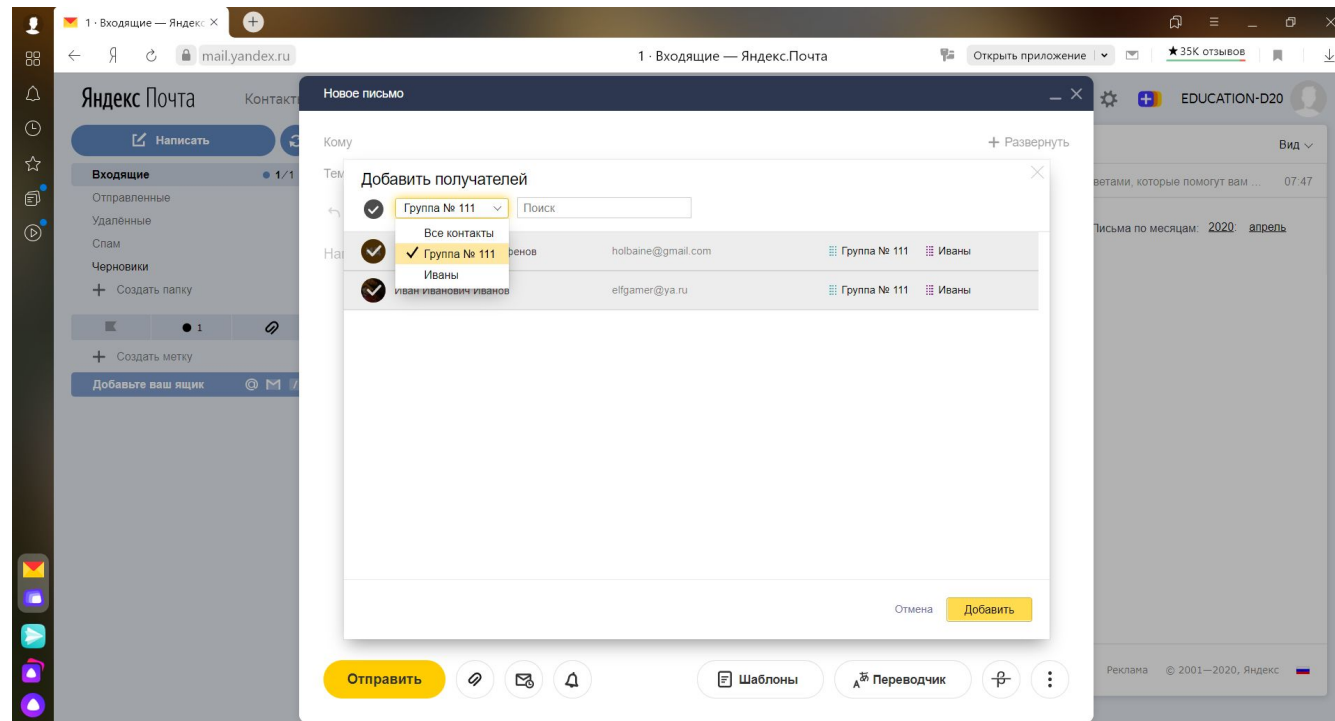 1 · Входящие — Яндекс
mail.yandex.ru
1 · Входящие — Яндекс.Почта
Открыть приложение
★ 35K отзывов
Яндекс Почта
Контакт
EDUCATION-D20
Написать
Входящие
1/1
Отправленные
Удалённые
Спам
Черновики
+ Создать папку
1
+ Создать метку
Добавьте ваш ящик
Новое письмо
Кому
+ Развернуть
Тем
Добавить получателей
Группа № 111
Поиск
Все контакты
Группа № 111
Иваны
holbaine@gmail.com
Группа № 111
Иваны
Иван Иванович Иванов
elfgamer@ya.ru
Группа № 111
Иваны
Отмена
Добавить
Отправить
Шаблоны
Переводчик
Вид
ветами, которые помогут вам ...
07:47
Письма по месяцам: 2020: апрель
Реклама
© 2001—2020, Яндекс